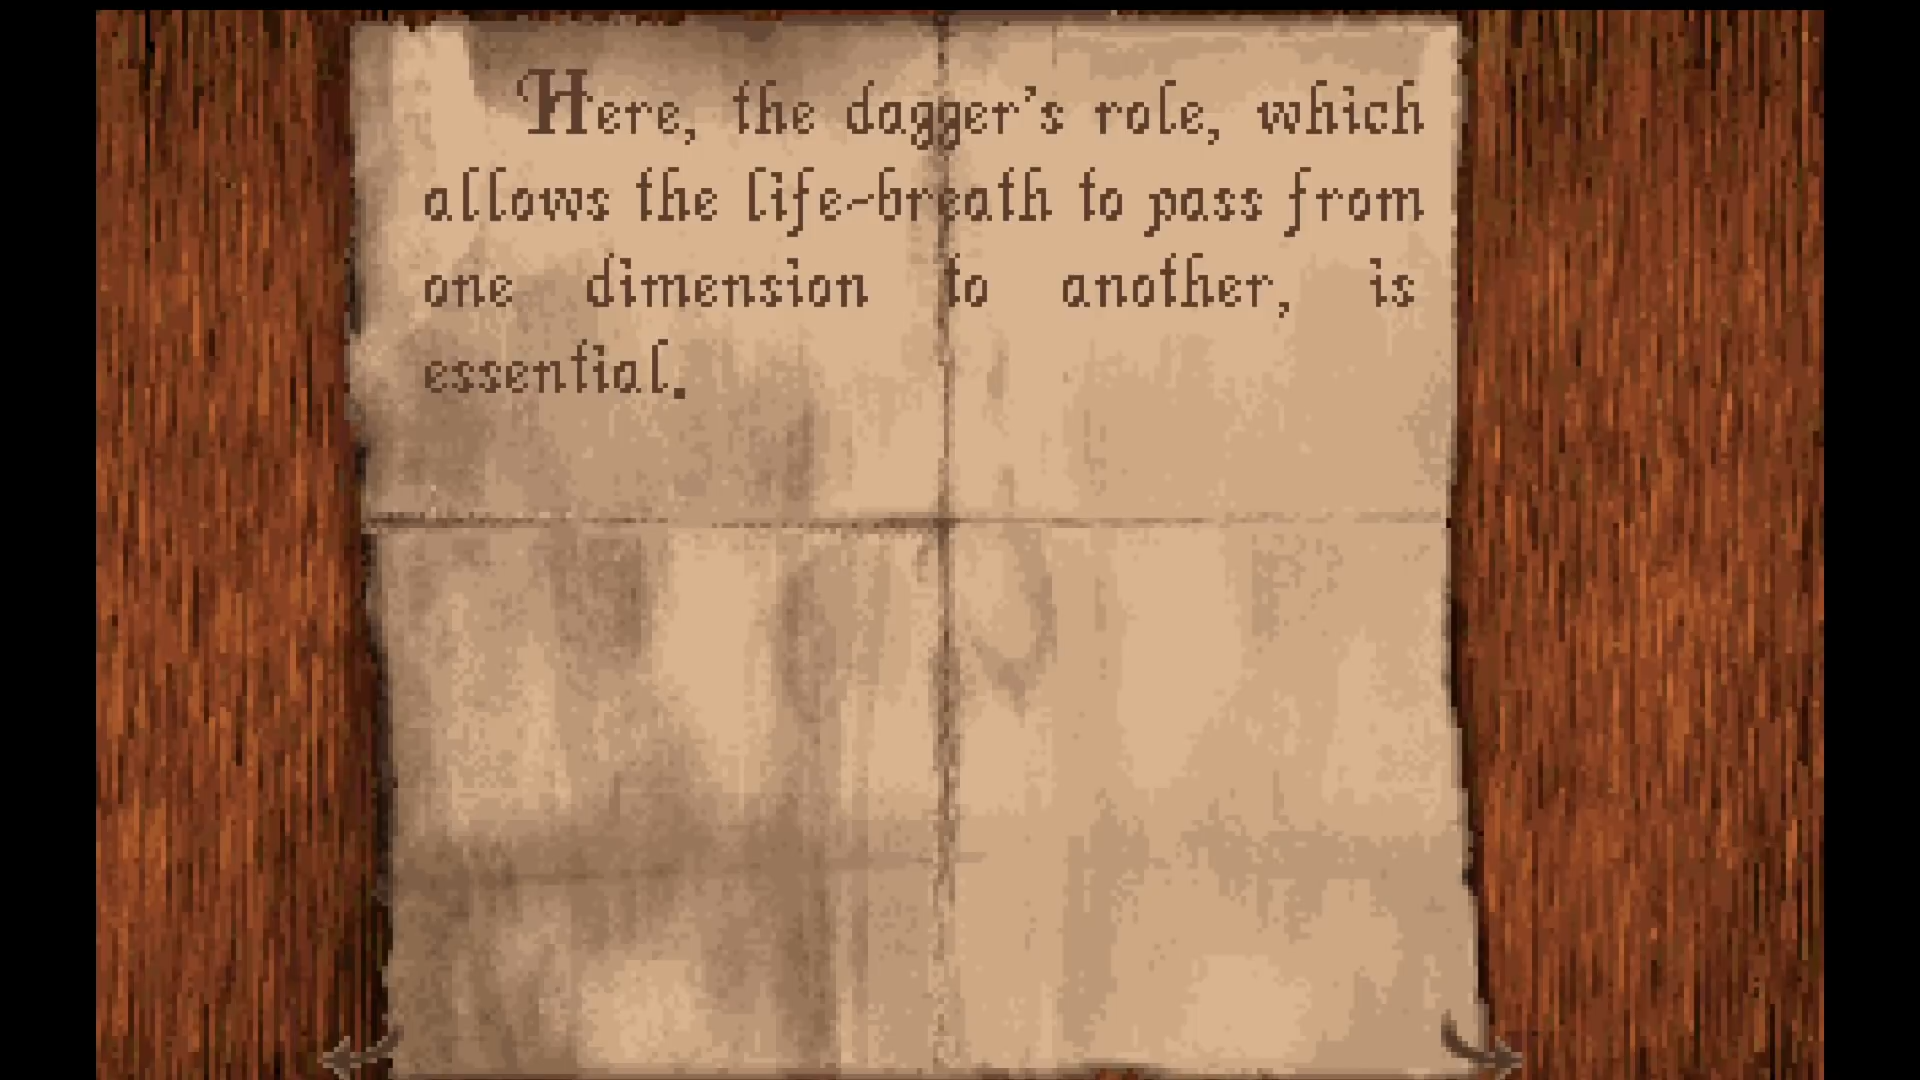 Here, the dagger's role, which
allows the life-breath to pass from
one dimension to another, is
essential.